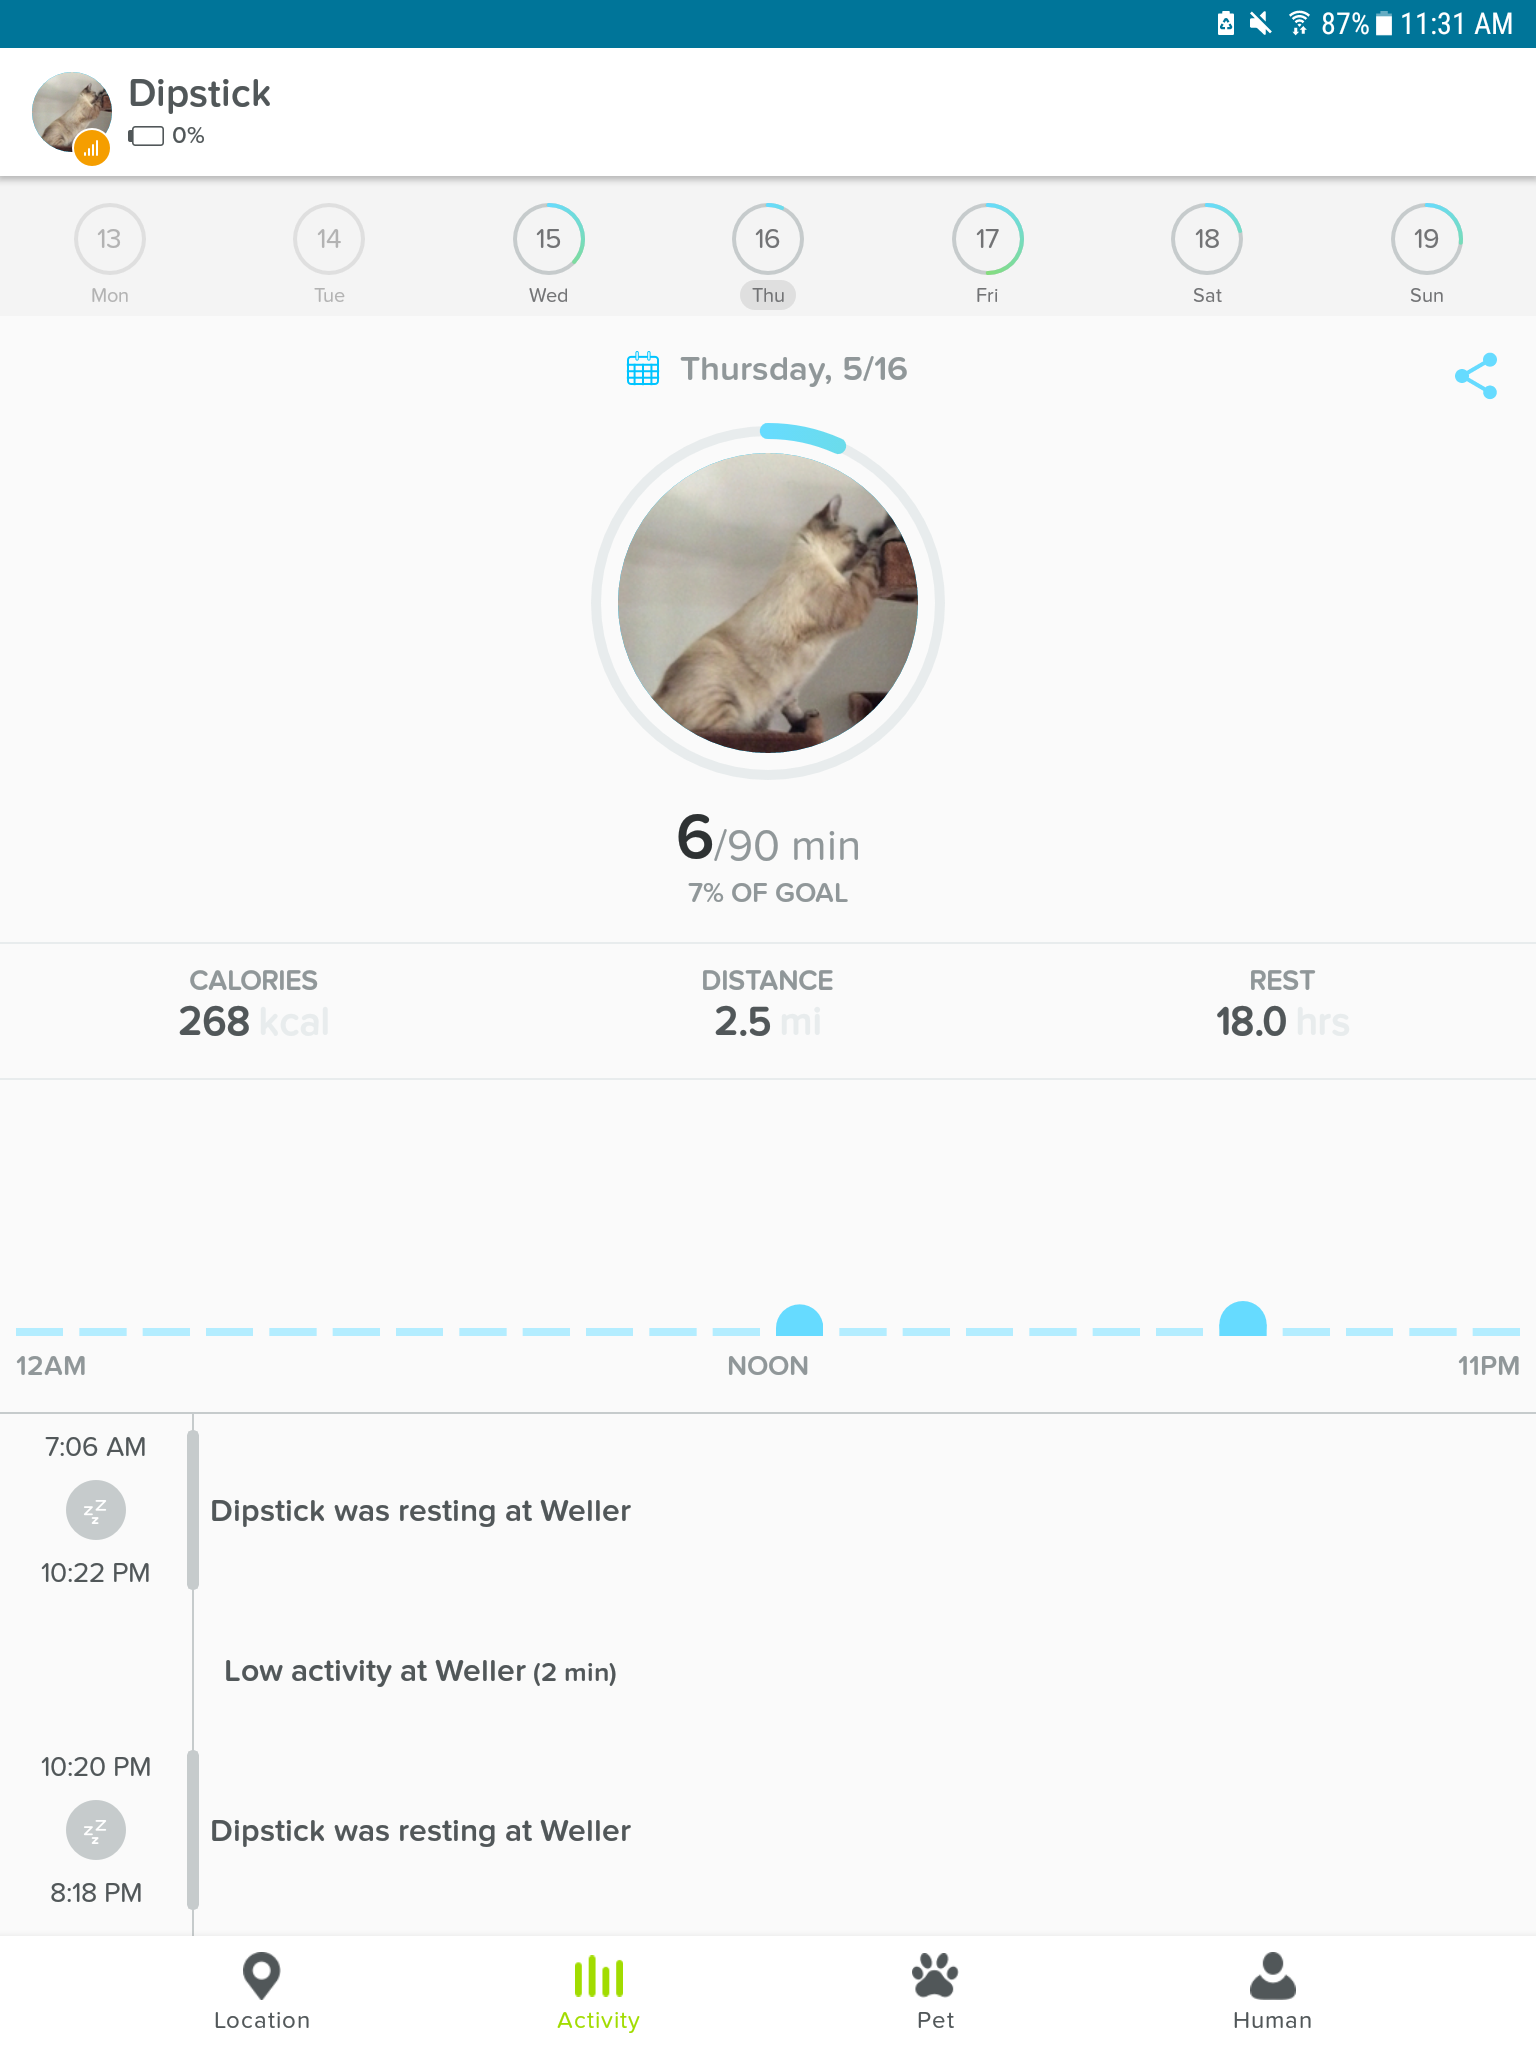 87% 11:31 AM
Dipstick
0%
13 14 15 16 17 18 19
Mon Tue Wed Thu Fri Sat Sun
Thursday, 5/16
6/90 min
7% OF GOAL
CALORIES DISTANCE REST
268 kcal 2.5 mi 18.0 hrs
12AM NOON 11PM
7:06 AM
zzz Dipstick was resting at Weller
10:22 PM
Low activity at Weller (2 min)
10:20 PM
zzz Dipstick was resting at Weller
8:18 PM
Location Activity Pet Human